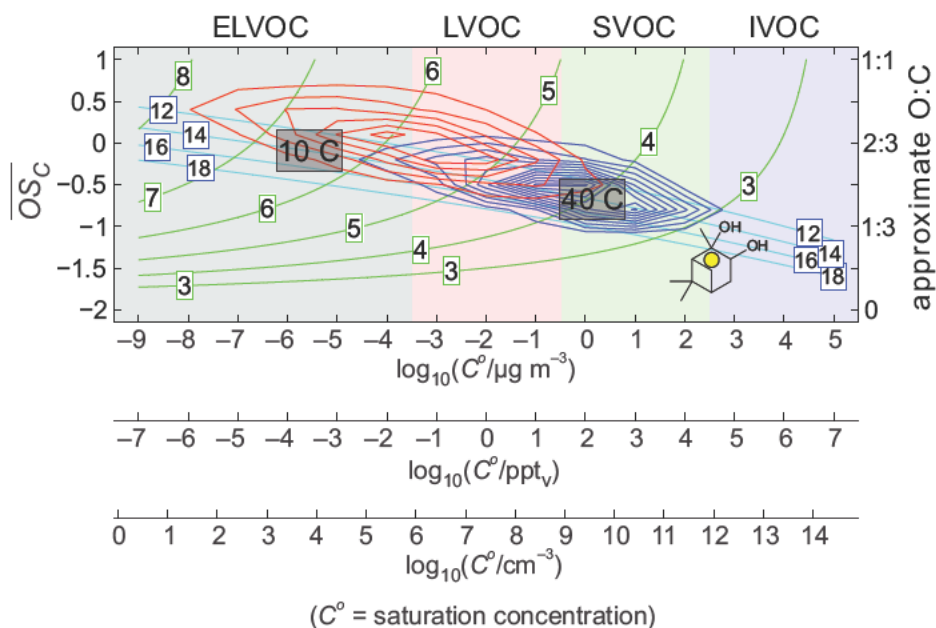 ELVOC LVOC SVOC IVOC
1 8 6 5 4 1:1
0.5 12 14
0 16 18 10 C 2:3
−0.5 7 6 40 C 3
−1 5 4 12 1:3
−1.5 3 3 OH OH 16 14 18
−2 0
OS_C
approximate O:C
−9 −8 −7 −6 −5 −4 −3 −2 −1 0 1 2 3 4 5
log₁₀(Cᵒ/µg m⁻³)
−7 −6 −5 −4 −3 −2 −1 0 1 2 3 4 5 6 7
log₁₀(Cᵒ/pptᵥ)
0 1 2 3 4 5 6 7 8 9 10 11 12 13 14
log₁₀(Cᵒ/cm⁻³)
(Cᵒ = saturation concentration)